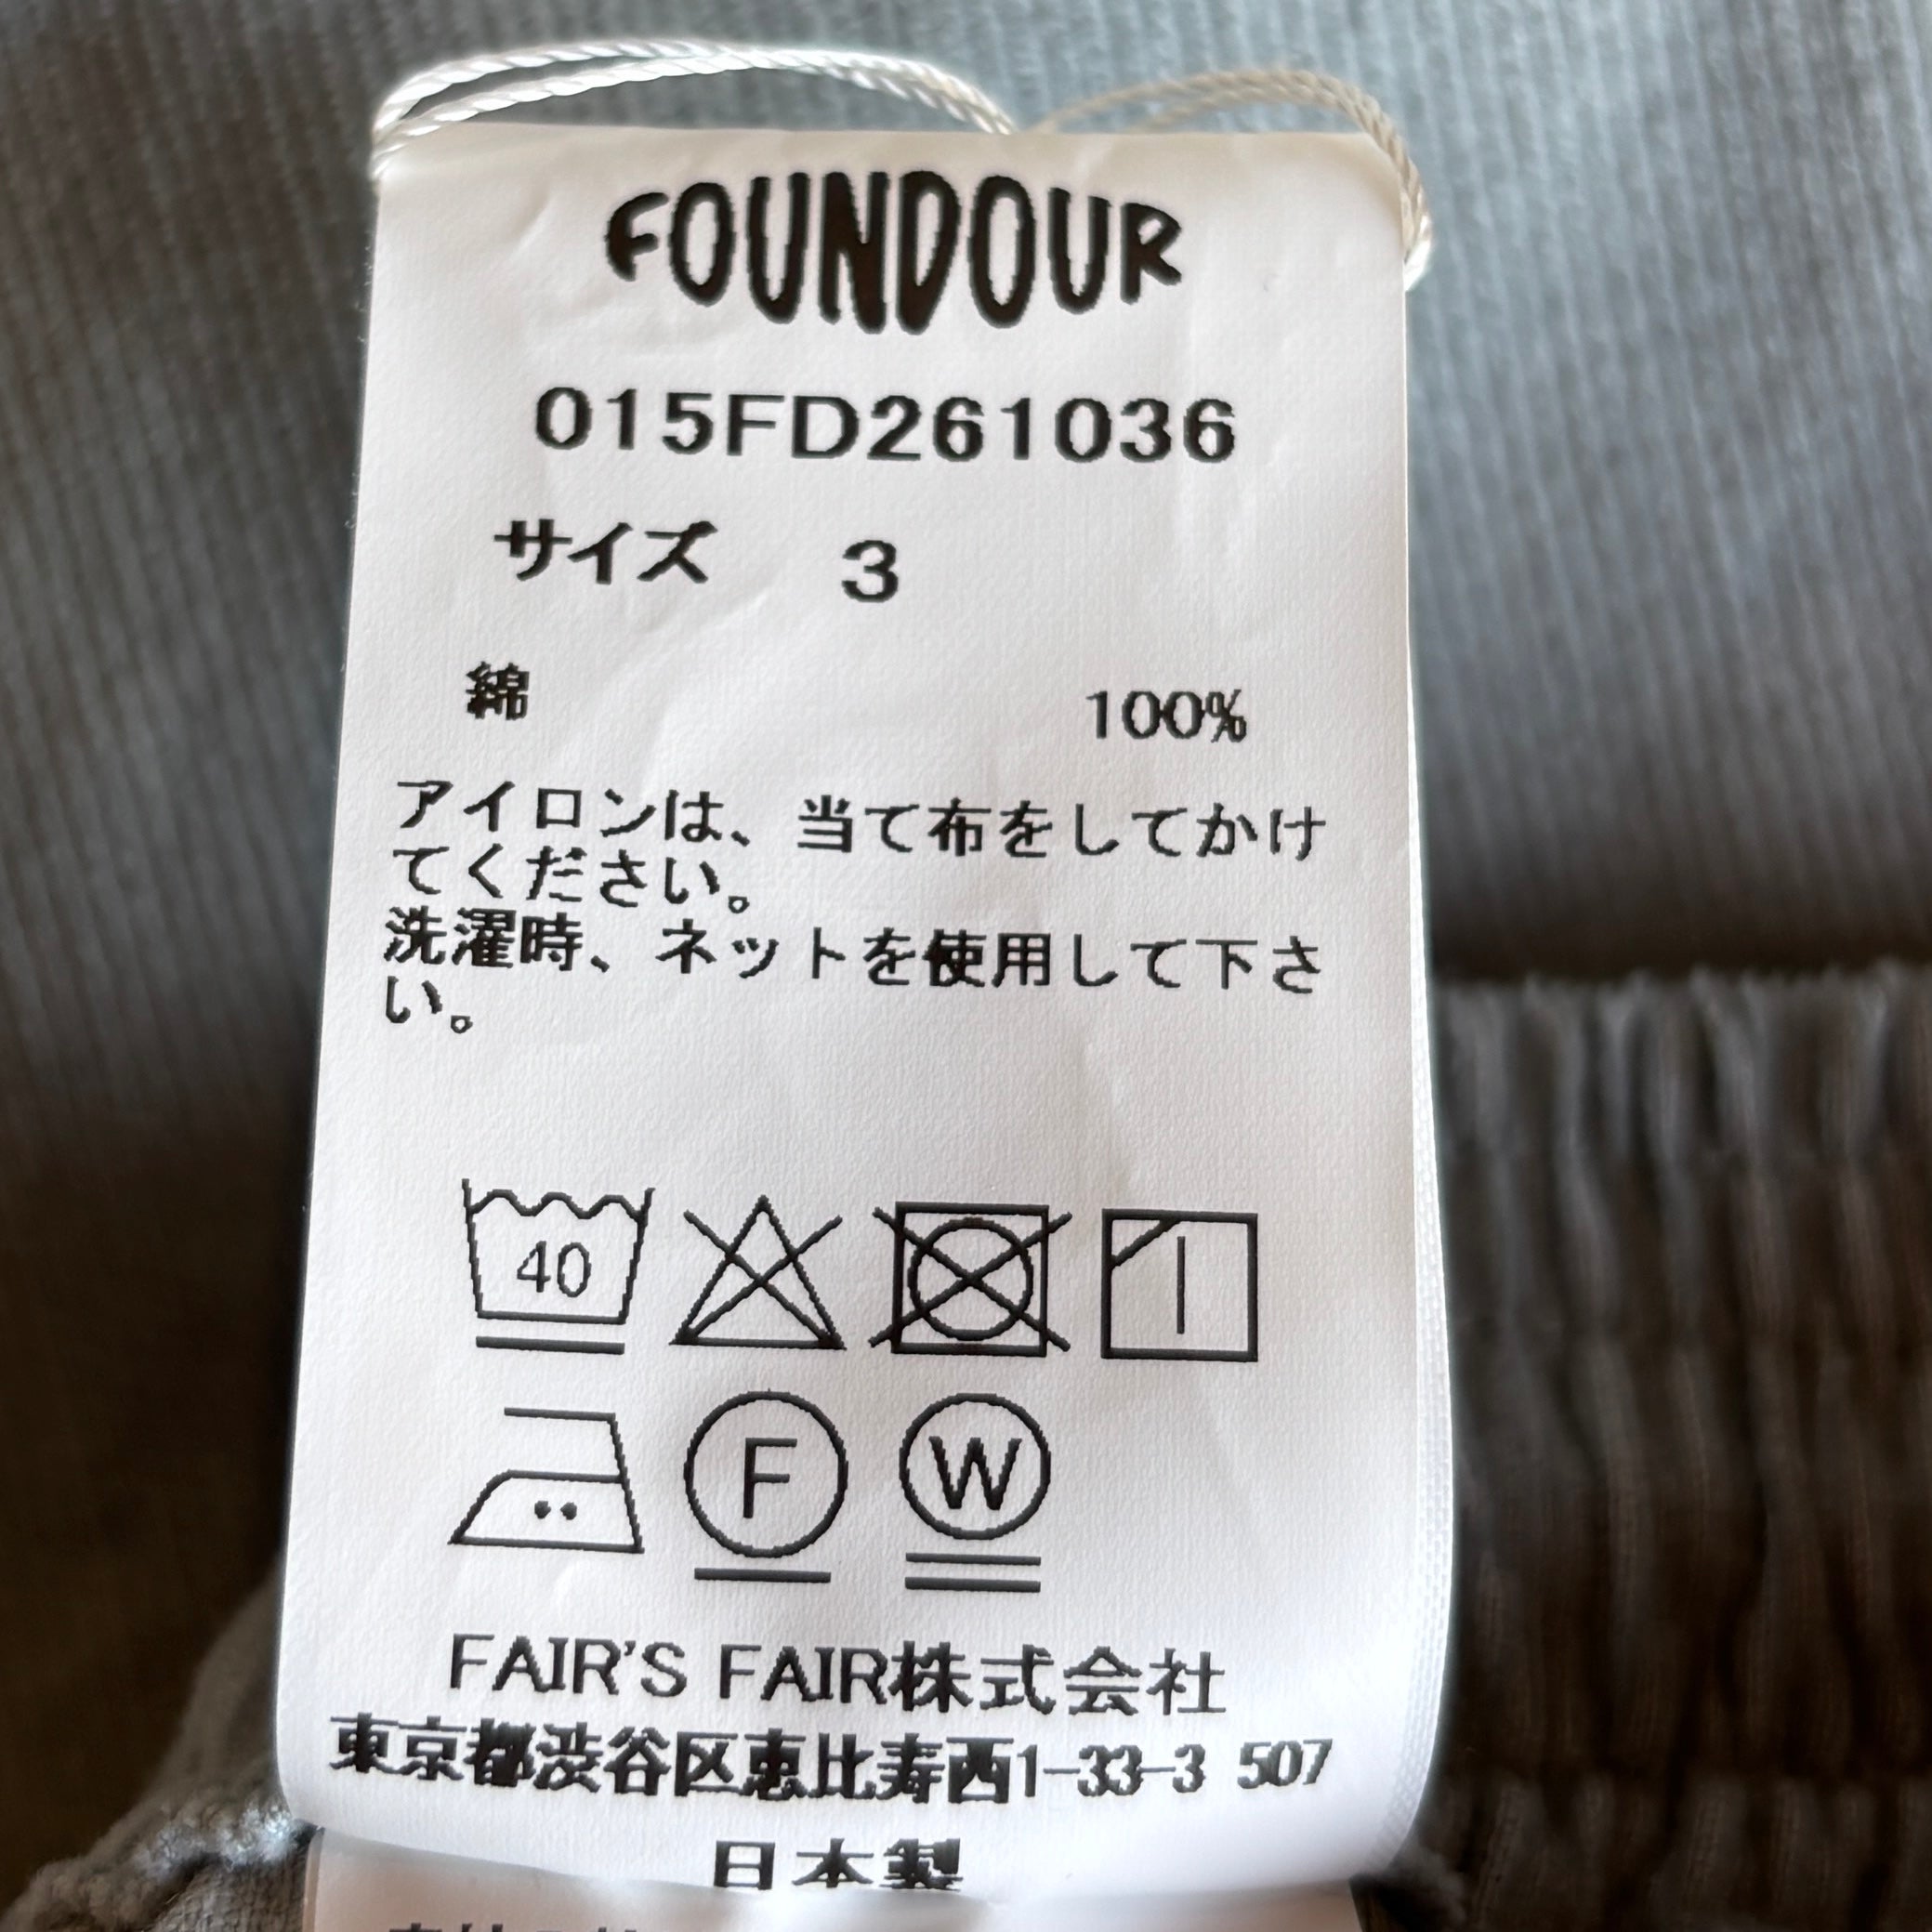 FOUNDOUR
015FD261036
サイズ 3
綿 100%
アイロンは、当て布をしてかけ
てください。
洗濯時、ネットを使用して下さ
い。
40
F W
FAIR'S FAIR株式会社
東京都渋谷区恵比寿西1-33-3 507
日本製